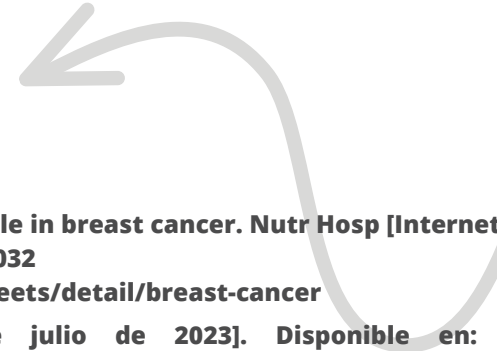 le in breast cancer. Nutr Hosp [Internet
032
eets/detail/breast-cancer
julio de 2023]. Disponible en: